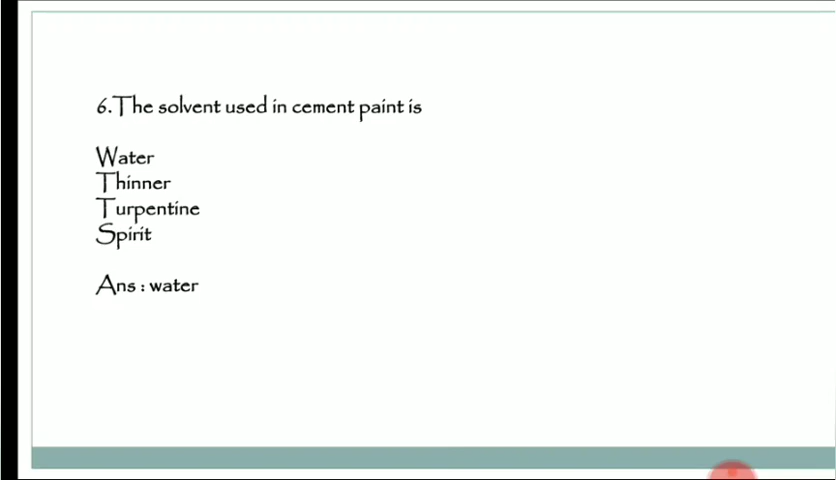 6.The solvent used in cement paint is
Water
Thinner
Turpentine
Spirit
Ans : water